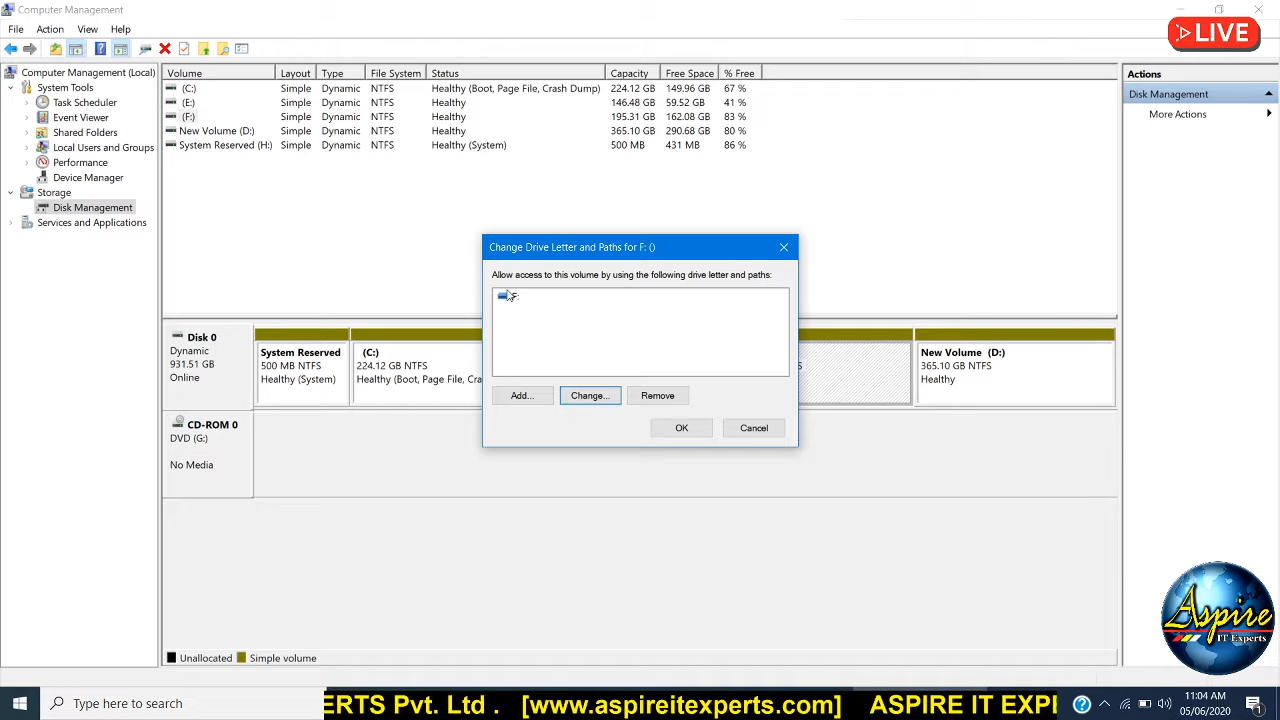 Computer Management
LIVE
File Action View Help
Computer Management (Local)
System Tools
Task Scheduler
Event Viewer
Shared Folders
Local Users and Groups
Performance
Device Manager
Storage
Disk Management
Services and Applications
Volume Layout Type File System Status Capacity Free Space % Free
(C:) Simple Dynamic NTFS Healthy (Boot, Page File, Crash Dump) 224.12 GB 149.96 GB 67 %
(E:) Simple Dynamic NTFS Healthy 146.48 GB 59.52 GB 41 %
(F:) Simple Dynamic NTFS Healthy 195.31 GB 162.08 GB 83 %
New Volume (D:) Simple Dynamic NTFS Healthy 365.10 GB 290.68 GB 80 %
System Reserved (H:) Simple Dynamic NTFS Healthy (System) 500 MB 431 MB 86 %
Actions
Disk Management
More Actions
Change Drive Letter and Paths for F: ()
Allow access to this volume by using the following drive letter and paths:
F:
Add... Change... Remove
OK Cancel
Disk 0
Dynamic
931.51 GB
Online
System Reserved
500 MB NTFS
Healthy (System)
(C:)
224.12 GB NTFS
Healthy (Boot, Page File, Cra
S
New Volume (D:)
365.10 GB NTFS
Healthy
CD-ROM 0
DVD (G:)
No Media
Unallocated Simple volume
Aspire
IT Experts
Type here to search
ERTS Pvt. Ltd . [www.aspireitexperts.com] ASPIRE IT EXPE
11:04 AM
05/06/2020
1